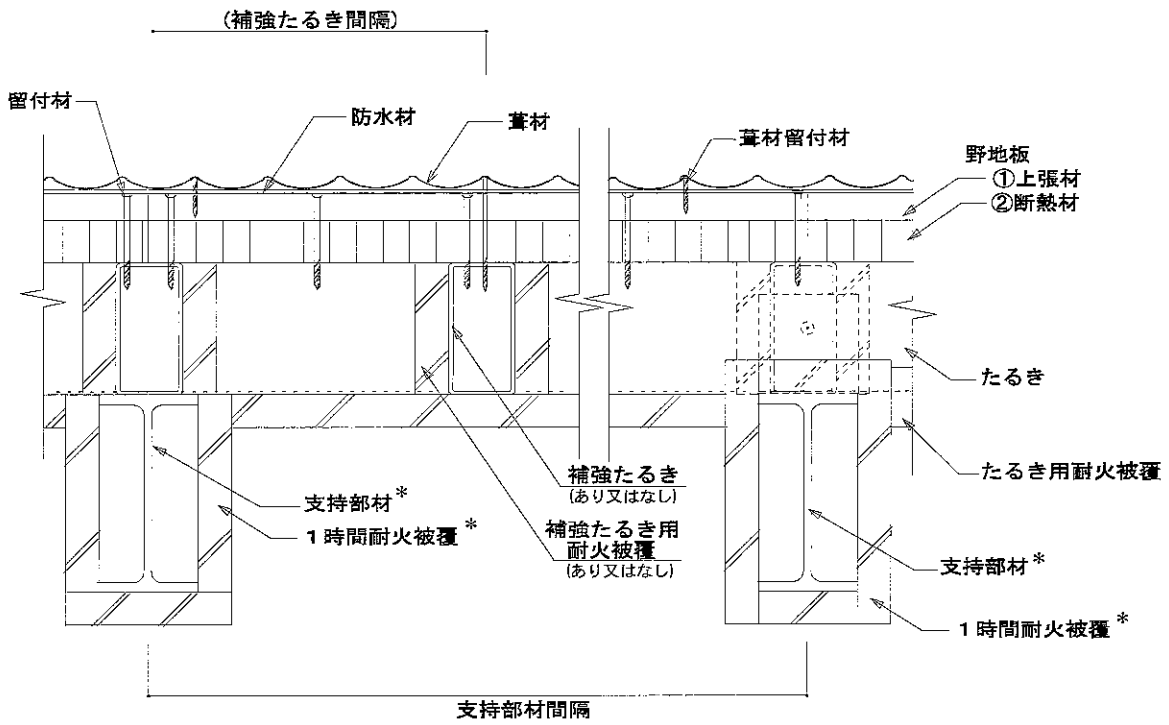 (補強たるき間隔)
留付材
防水材
葺材
葺材留付材
野地板
①上張材
②断熱材
たるき
たるき用耐火被覆
補強たるき
(あり又はなし)
支持部材*
1時間耐火被覆*
補強たるき用
耐火被覆
(あり又はなし)
支持部材*
1時間耐火被覆*
支持部材間隔